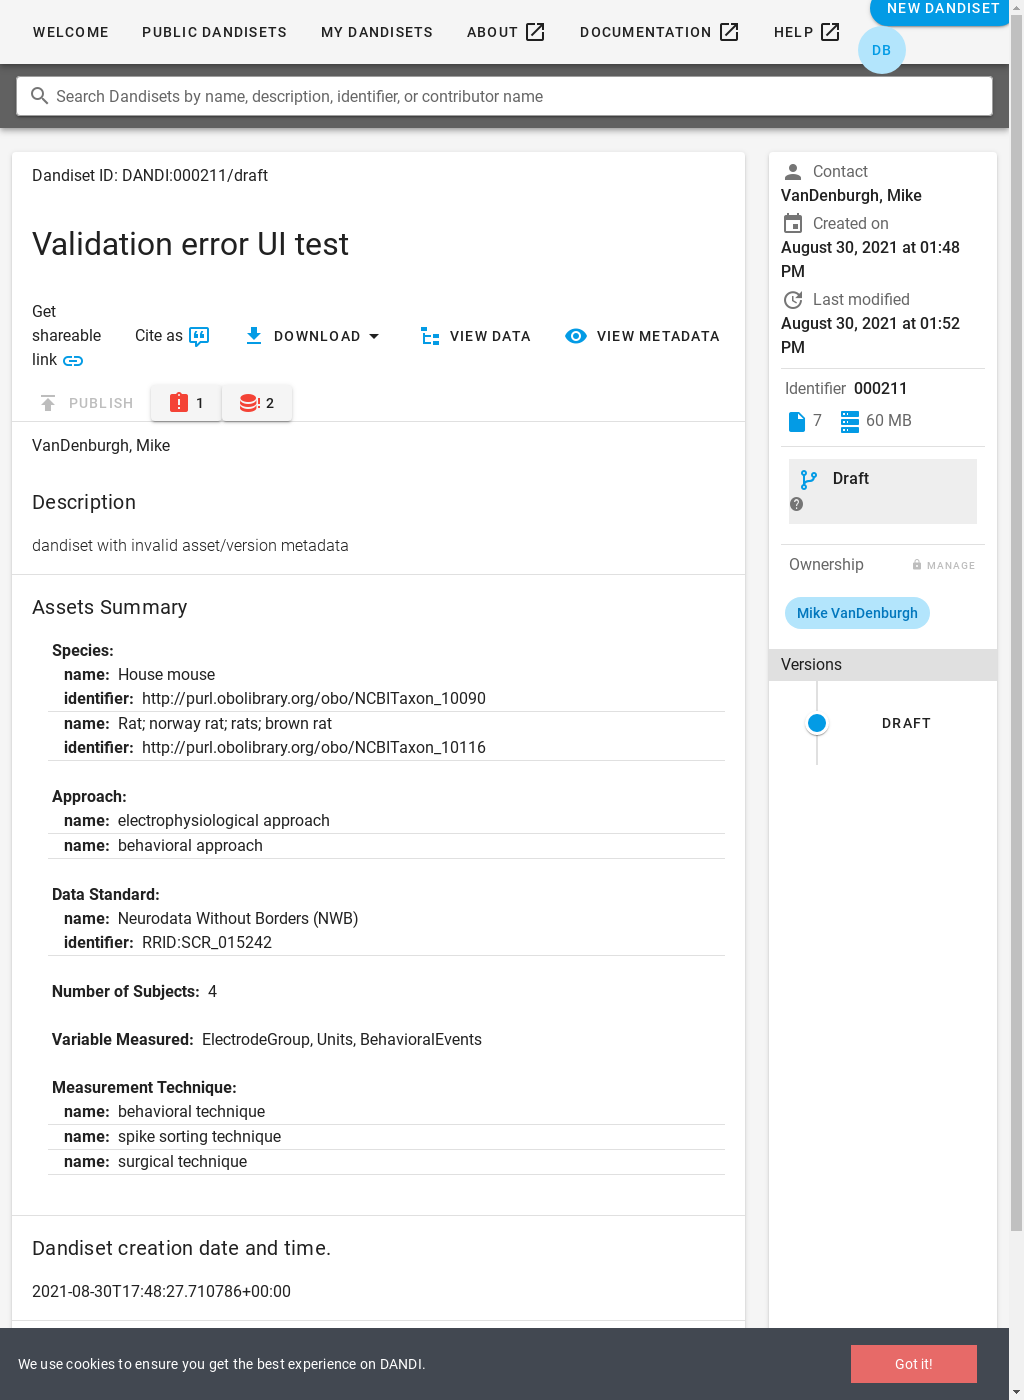 WELCOME
PUBLIC DANDISETS
MY DANDISETS
ABOUT
DOCUMENTATION
HELP
NEW DANDISET
DB
Search Dandisets by name, description, identifier, or contributor name
Dandiset ID: DANDI:000211/draft
Validation error UI test
Get
shareable
link
Cite as
DOWNLOAD
VIEW DATA
VIEW METADATA
PUBLISH
1
2
VanDenburgh, Mike
Description
dandiset with invalid asset/version metadata
Assets Summary
Species:
name: House mouse
identifier: http://purl.obolibrary.org/obo/NCBITaxon_10090
name: Rat; norway rat; rats; brown rat
identifier: http://purl.obolibrary.org/obo/NCBITaxon_10116
Approach:
name: electrophysiological approach
name: behavioral approach
Data Standard:
name: Neurodata Without Borders (NWB)
identifier: RRID:SCR_015242
Number of Subjects: 4
Variable Measured: ElectrodeGroup, Units, BehavioralEvents
Measurement Technique:
name: behavioral technique
name: spike sorting technique
name: surgical technique
Dandiset creation date and time.
2021-08-30T17:48:27.710786+00:00
Contact
VanDenburgh, Mike
Created on
August 30, 2021 at 01:48
PM
Last modified
August 30, 2021 at 01:52
PM
Identifier 000211
7 60 MB
Draft
Ownership
MANAGE
Mike VanDenburgh
Versions
DRAFT
We use cookies to ensure you get the best experience on DANDI.
Got it!